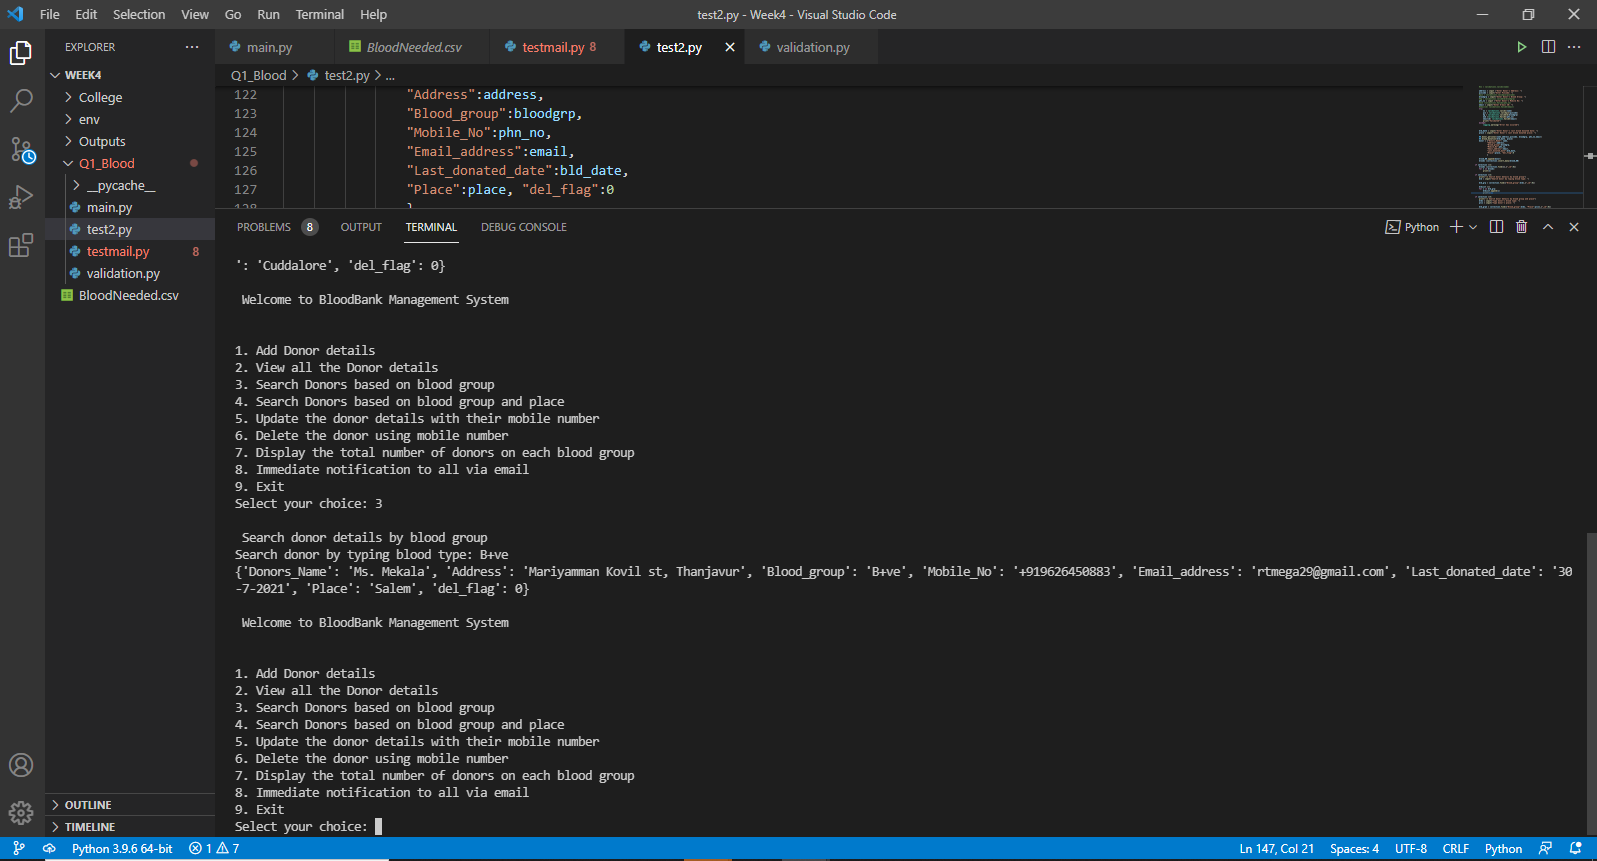 File Edit Selection View Go Run Terminal Help
test2.py - Week4 - Visual Studio Code
EXPLORER
WEEK4
College
env
Outputs
Q1_Blood
__pycache__
main.py
test2.py
testmail.py 8
validation.py
BloodNeeded.csv
OUTLINE
TIMELINE
main.py BloodNeeded.csv testmail.py 8 test2.py validation.py
Q1_Blood > test2.py > ...
122 "Address":address,
123 "Blood_group":bloodgrp,
124 "Mobile_No":phn_no,
125 "Email_address":email,
126 "Last_donated_date":bld_date,
127 "Place":place, "del_flag":0
PROBLEMS 8 OUTPUT TERMINAL DEBUG CONSOLE
Python
': 'Cuddalore', 'del_flag': 0}
Welcome to BloodBank Management System
1. Add Donor details
2. View all the Donor details
3. Search Donors based on blood group
4. Search Donors based on blood group and place
5. Update the donor details with their mobile number
6. Delete the donor using mobile number
7. Display the total number of donors on each blood group
8. Immediate notification to all via email
9. Exit
Select your choice: 3
Search donor details by blood group
Search donor by typing blood type: B+ve
{'Donors_Name': 'Ms. Mekala', 'Address': 'Mariyamman Kovil st, Thanjavur', 'Blood_group': 'B+ve', 'Mobile_No': '+919626450883', 'Email_address': 'rtmega29@gmail.com', 'Last_donated_date': '30
-7-2021', 'Place': 'Salem', 'del_flag': 0}
Welcome to BloodBank Management System
1. Add Donor details
2. View all the Donor details
3. Search Donors based on blood group
4. Search Donors based on blood group and place
5. Update the donor details with their mobile number
6. Delete the donor using mobile number
7. Display the total number of donors on each blood group
8. Immediate notification to all via email
9. Exit
Select your choice:
Python 3.9.6 64-bit 1 7
Ln 147, Col 21 Spaces: 4 UTF-8 CRLF Python